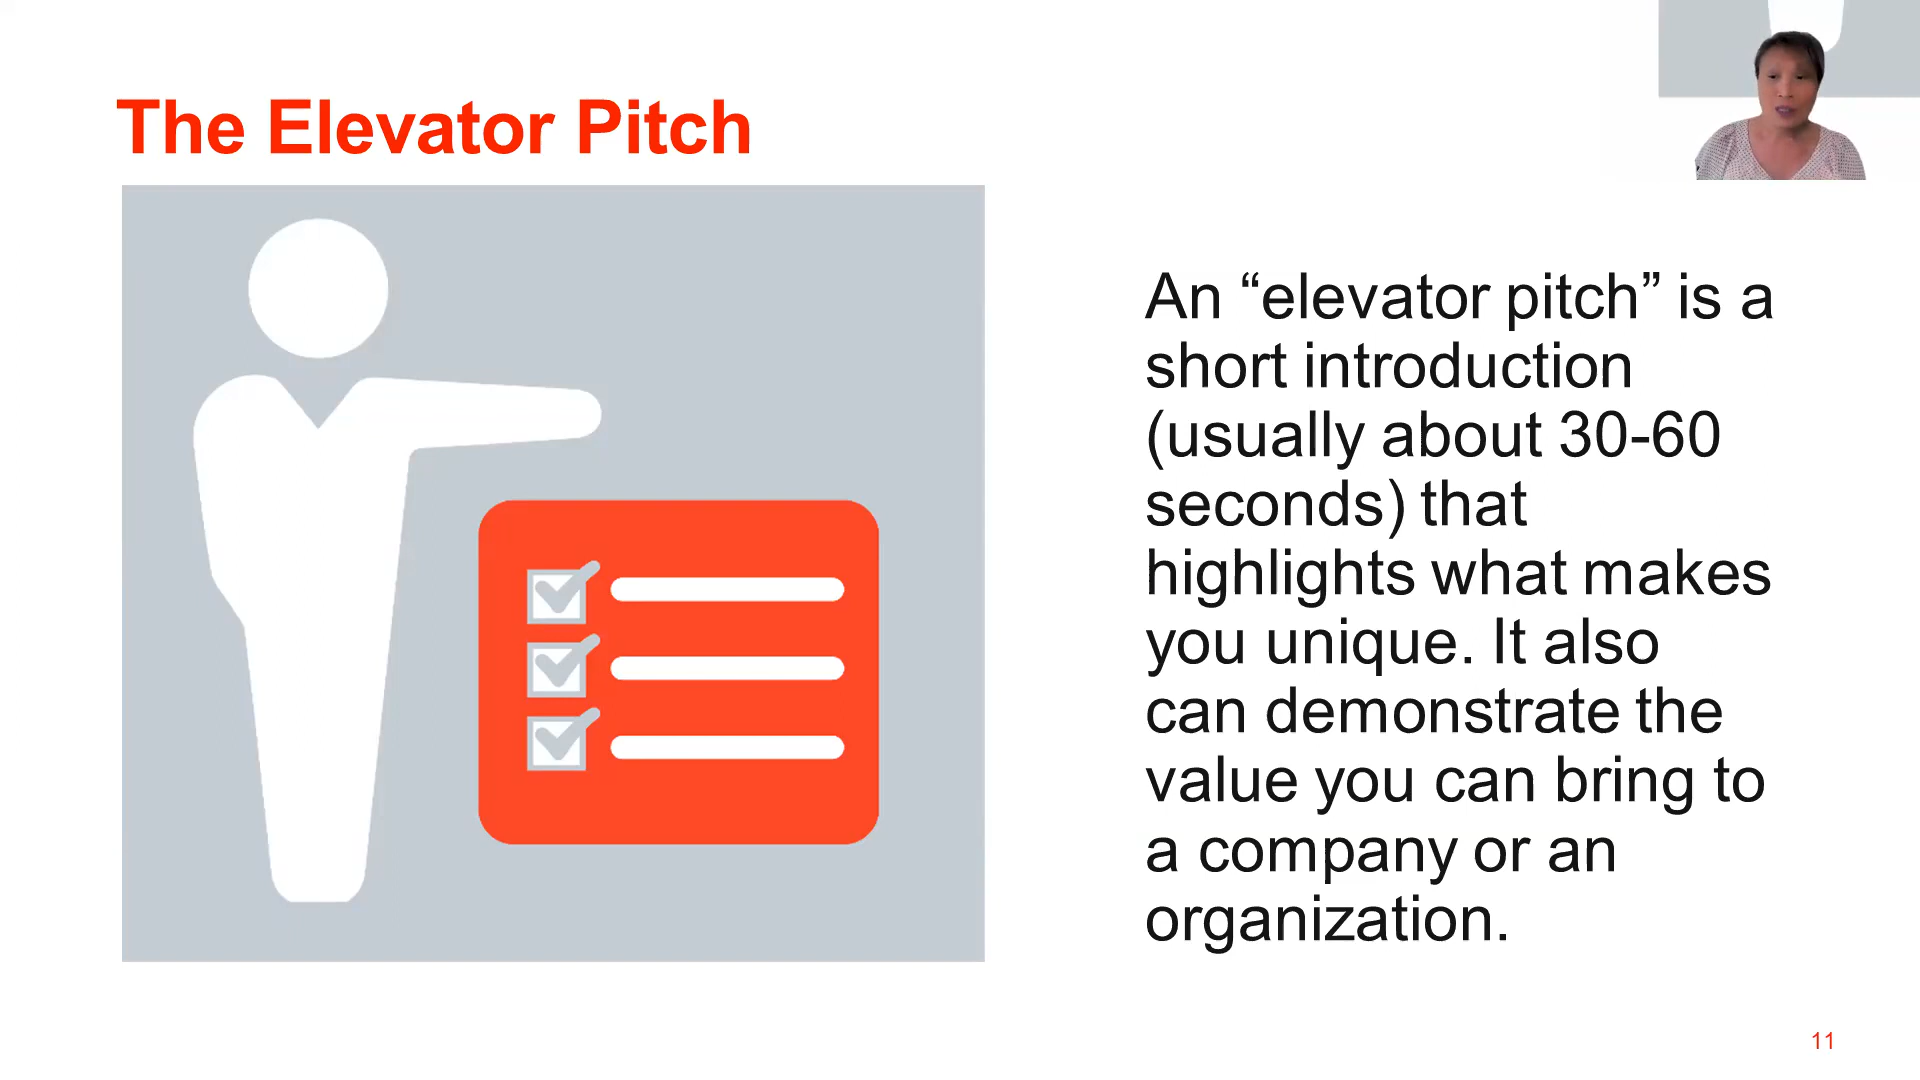 The Elevator Pitch
An “elevator pitch” is a
short introduction
(usually about 30-60
seconds) that
highlights what makes
you unique. It also
can demonstrate the
value you can bring to
a company or an
organization.
11